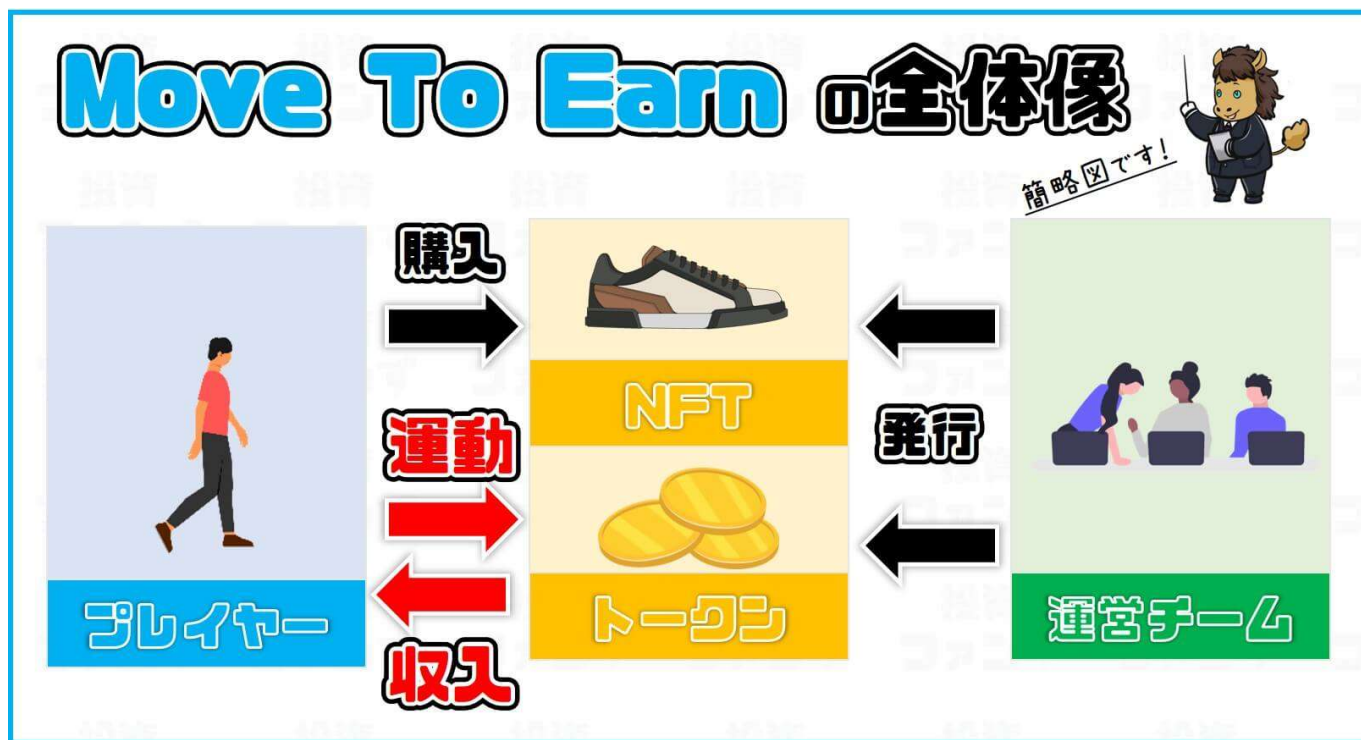 Move To Earn の全体像
簡略図です!
購入
NFT
運動
発行
プレイヤー
収入
トークン
運営チーム